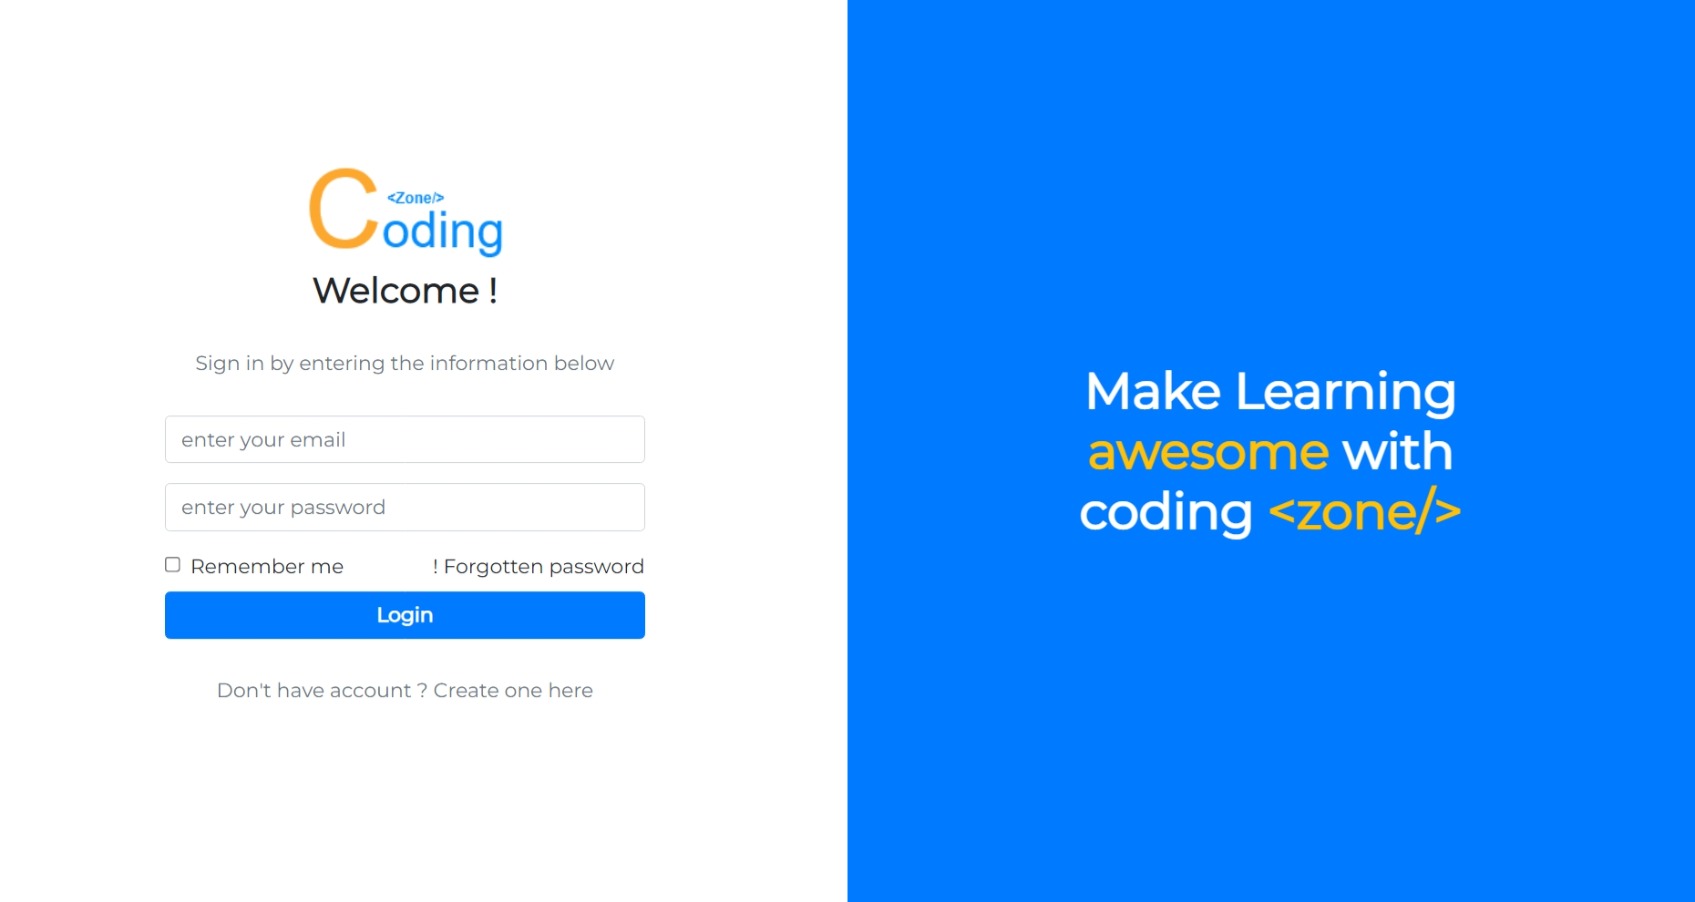 <Zone/>
Coding
Welcome !
Sign in by entering the information below
enter your email
enter your password
Remember me
! Forgotten password
Login
Don't have account ? Create one here
Make Learning
awesome with
coding <zone/>